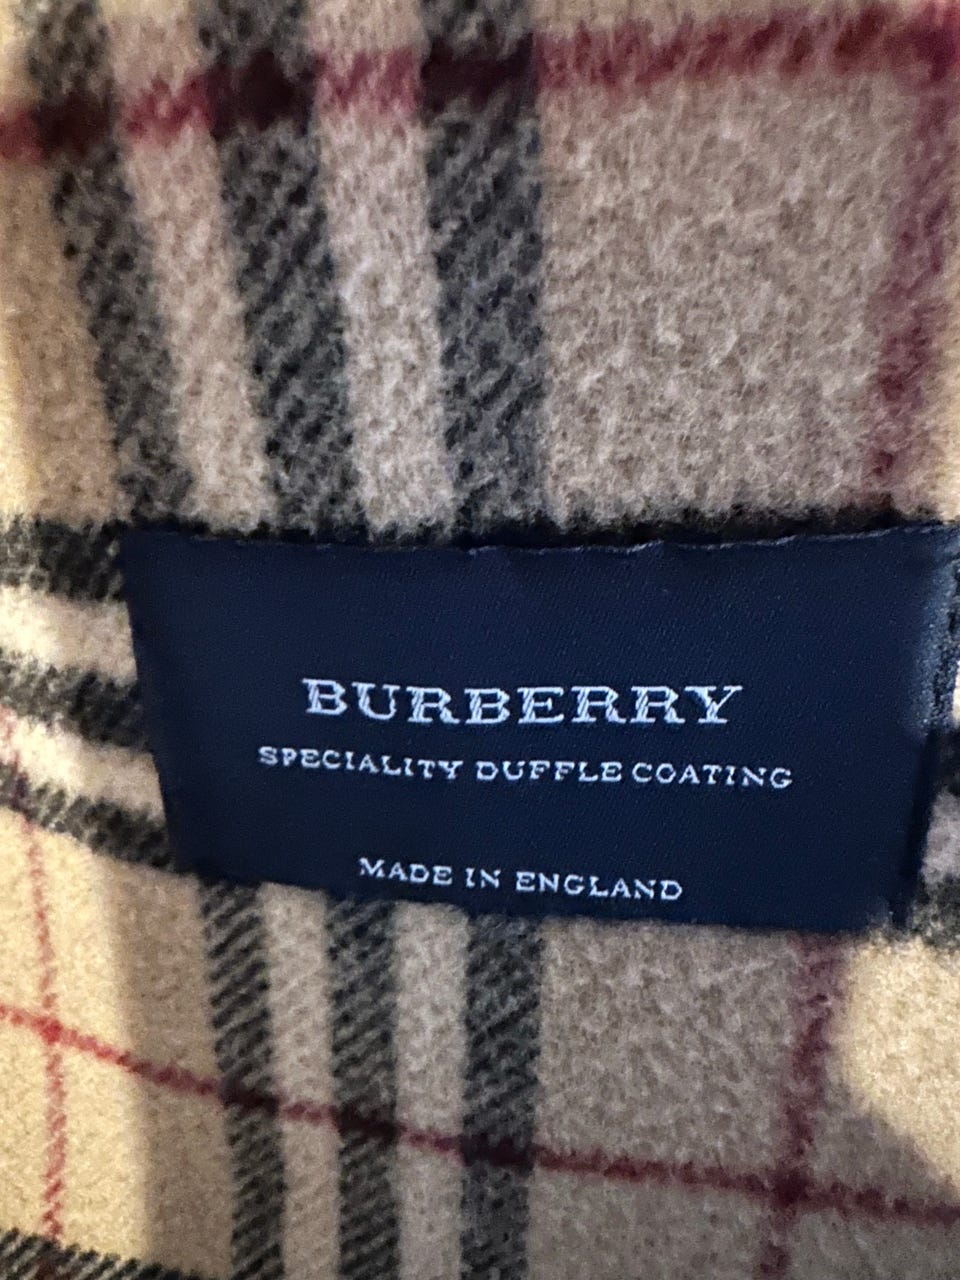 BURBERRY
SPECIALITY DUFFLE COATING
MADE IN ENGLAND